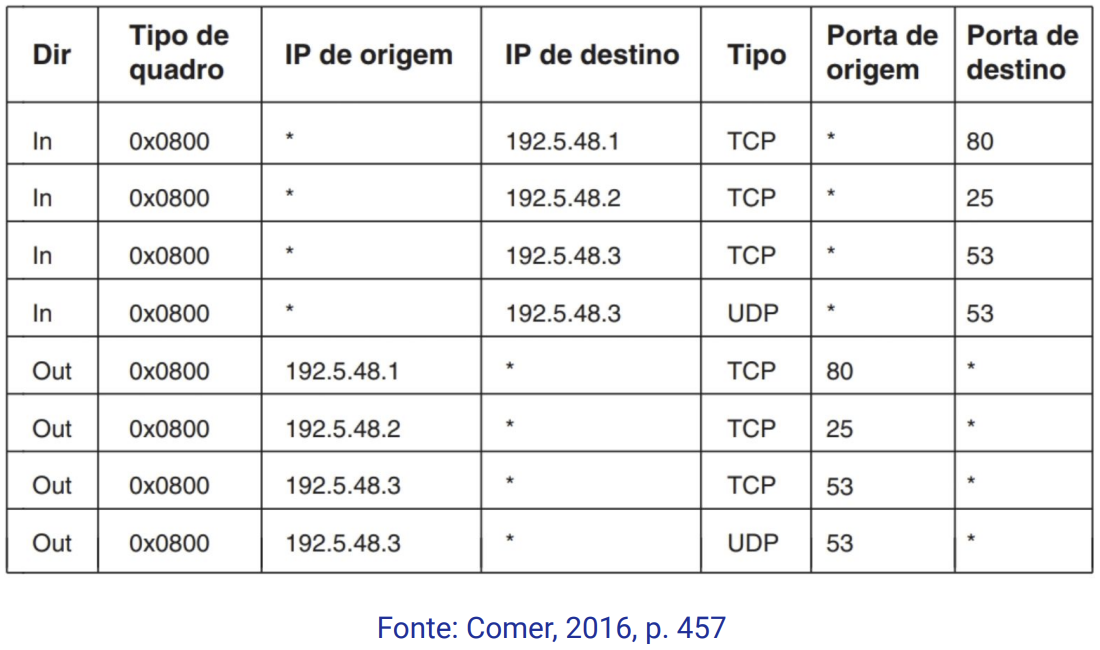 Dir Tipo de quadro IP de origem IP de destino Tipo Porta de origem Porta de destino
In 0x0800 * 192.5.48.1 TCP * 80
In 0x0800 * 192.5.48.2 TCP * 25
In 0x0800 * 192.5.48.3 TCP * 53
In 0x0800 * 192.5.48.3 UDP * 53
Out 0x0800 192.5.48.1 * TCP 80 *
Out 0x0800 192.5.48.2 * TCP 25 *
Out 0x0800 192.5.48.3 * TCP 53 *
Out 0x0800 192.5.48.3 * UDP 53 *
Fonte: Comer, 2016, p. 457